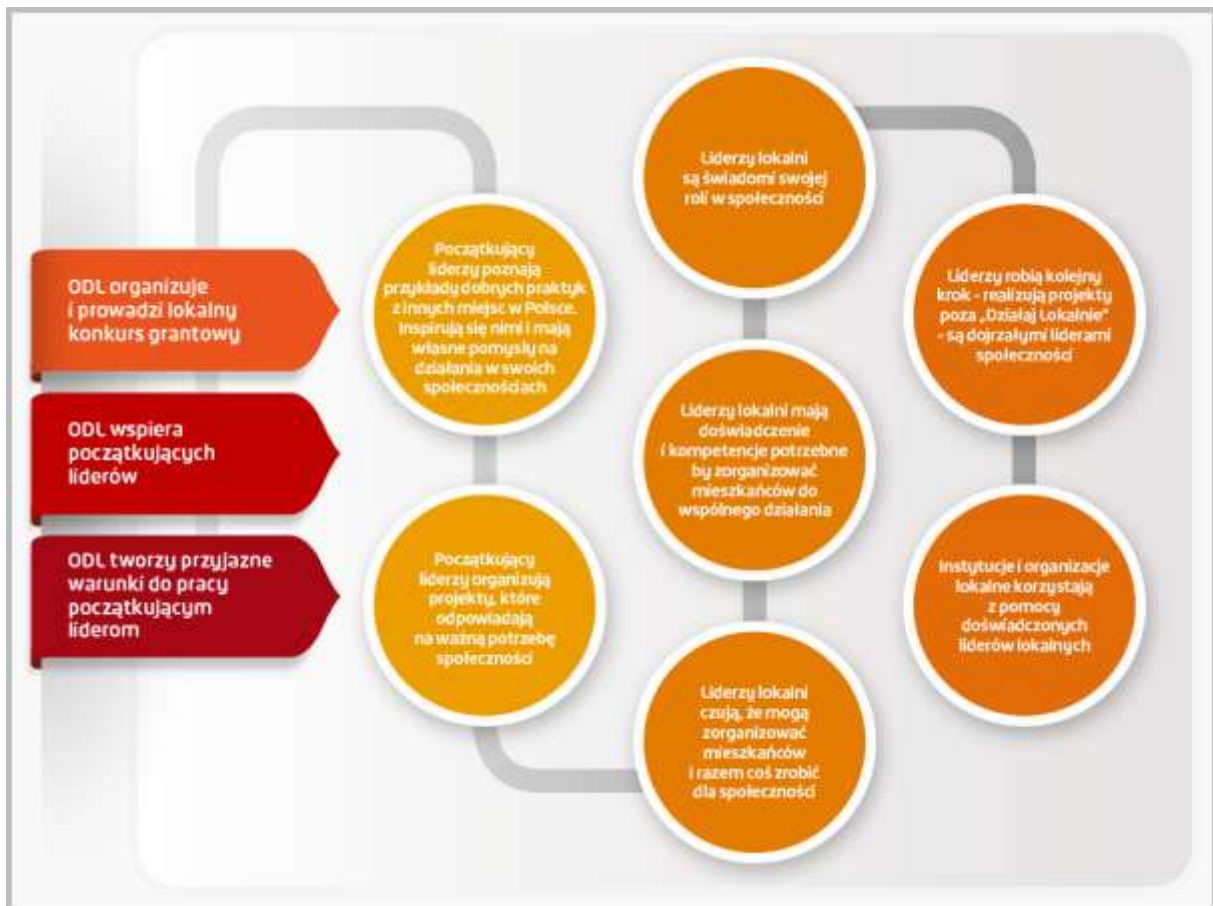 ODL organizuje
i prowadzi lokalny
konkurs grantowy
ODL wspiera
początkujących
liderów
ODL tworzy przyjazne
warunki do pracy
początkującym
liderom
Początkujący
liderzy poznają
przykłady dobrych praktyk
z innych miejsc w Polsce.
Inspirują się nimi i mają
własne pomysły na
działania w swoich
społecznościach
Początkujący
liderzy organizują
projekty, które
odpowiadają
na ważną potrzebę
społeczności
Liderzy lokalni
czują, że mogą
zorganizować
mieszkańców
i razem coś zrobić
dla społeczności
Liderzy lokalni mają
doświadczenie
i kompetencje potrzebne
by zorganizować
mieszkańców do
wspólnego działania
Liderzy lokalni
są świadomi swojej
roli w społeczności
Liderzy robią kolejny
krok - realizują projekty
poza „Działaj Lokalnie"
- są dojrzałymi liderami
społeczności
Instytucje i organizacje
lokalne korzystają
z pomocy
doświadczonych
liderów lokalnych